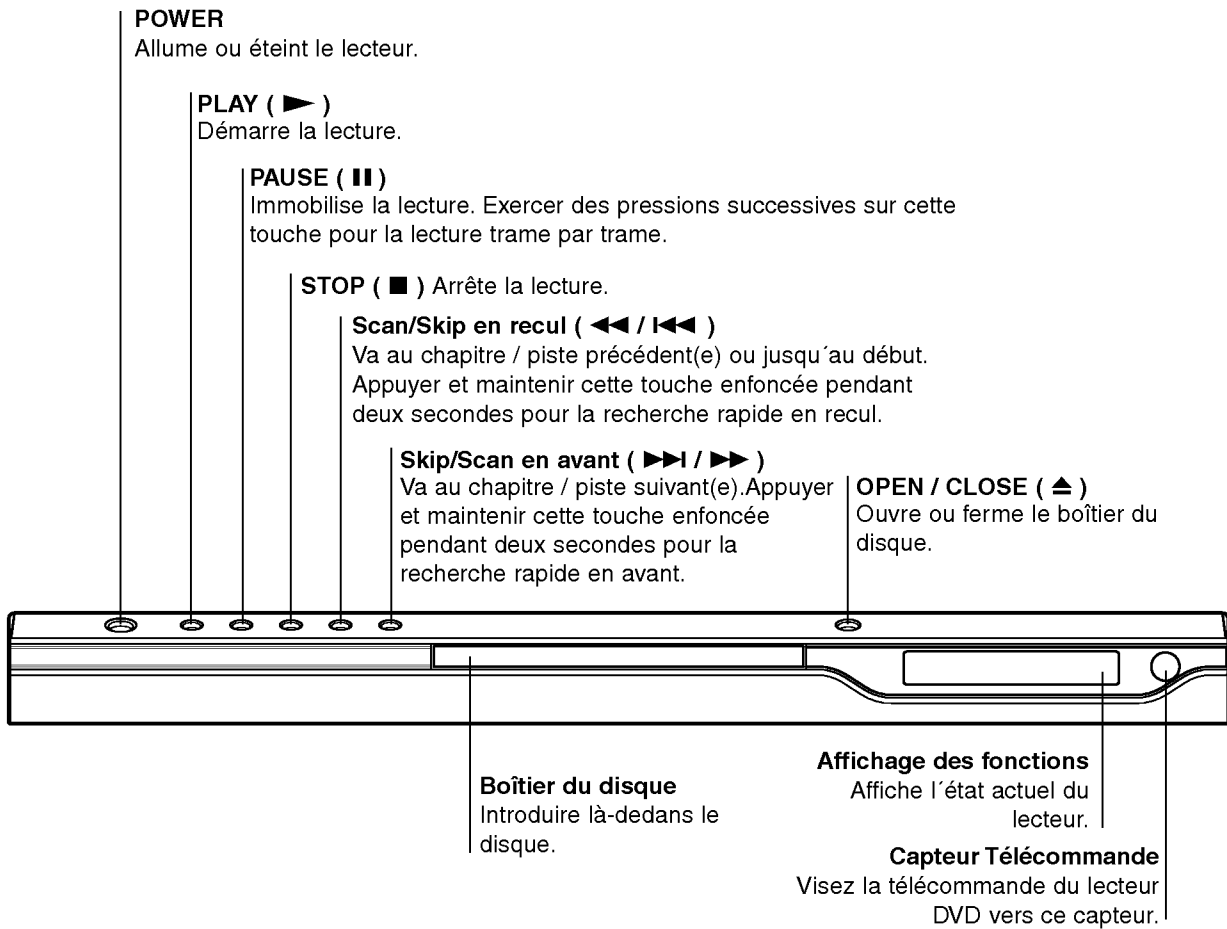 POWER
Allume ou éteint le lecteur.
PLAY ( ► )
Démarre la lecture.
PAUSE ( II )
Immobilise la lecture. Exercer des pressions successives sur cette
touche pour la lecture trame par trame.
STOP ( ■ ) Arrête la lecture.
Scan/Skip en recul ( ◄◄ / I◄◄ )
Va au chapitre / piste précédent(e) ou jusqu´au début.
Appuyer et maintenir cette touche enfoncée pendant
deux secondes pour la recherche rapide en recul.
Skip/Scan en avant ( ►►I / ►► )
Va au chapitre / piste suivant(e).Appuyer
et maintenir cette touche enfoncée
pendant deux secondes pour la
recherche rapide en avant.
OPEN / CLOSE ( ⏏ )
Ouvre ou ferme le boîtier du
disque.
Boîtier du disque
Introduire là-dedans le
disque.
Affichage des fonctions
Affiche l´état actuel du
lecteur.
Capteur Télécommande
Visez la télécommande du lecteur
DVD vers ce capteur.